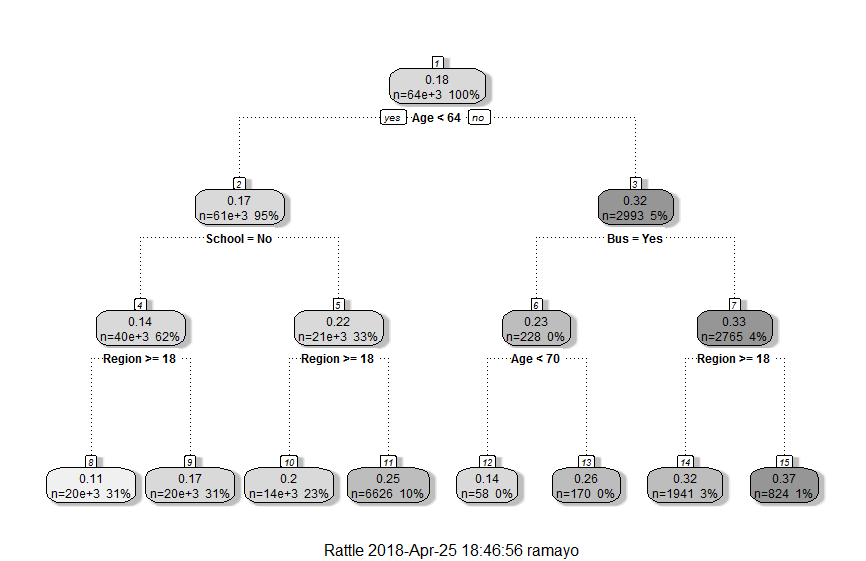 1
0.18
n=64e+3 100%
yes Age < 64 no
2
0.17
n=61e+3 95%
3
0.32
n=2993 5%
School = No
Bus = Yes
4
0.14
n=40e+3 62%
5
0.22
n=21e+3 33%
6
0.23
n=228 0%
7
0.33
n=2765 4%
Region >= 18
Region >= 18
Age < 70
Region >= 18
8
0.11
n=20e+3 31%
9
0.17
n=20e+3 31%
10
0.2
n=14e+3 23%
11
0.25
n=6626 10%
12
0.14
n=58 0%
13
0.26
n=170 0%
14
0.32
n=1941 3%
15
0.37
n=824 1%
Rattle 2018-Apr-25 18:46:56 ramayo